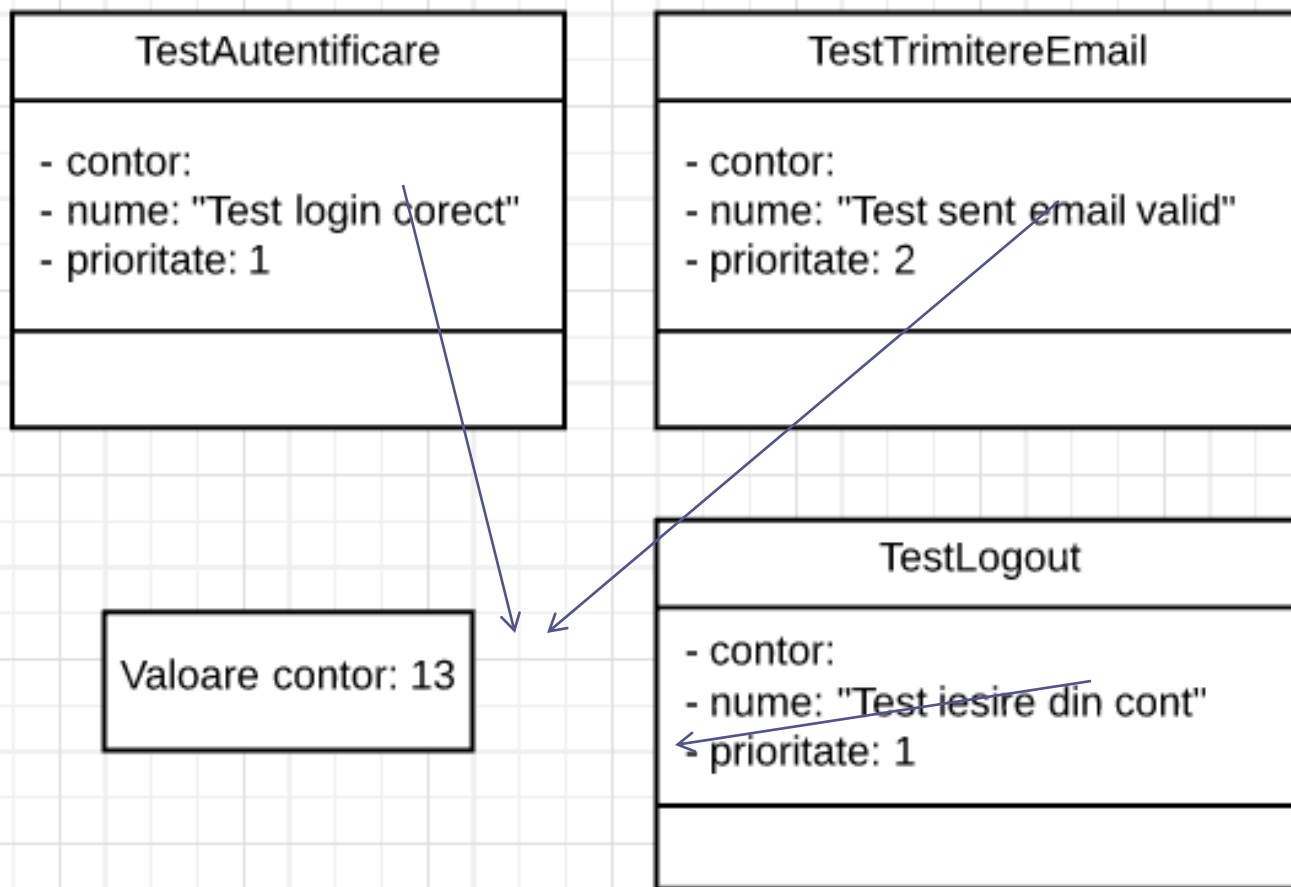 TestAutentificare
- contor:
- nume: "Test login corect"
- prioritate: 1
TestTrimitereEmail
- contor:
- nume: "Test sent email valid"
- prioritate: 2
Valoare contor: 13
TestLogout
- contor:
- nume: "Test iesire din cont"
- prioritate: 1